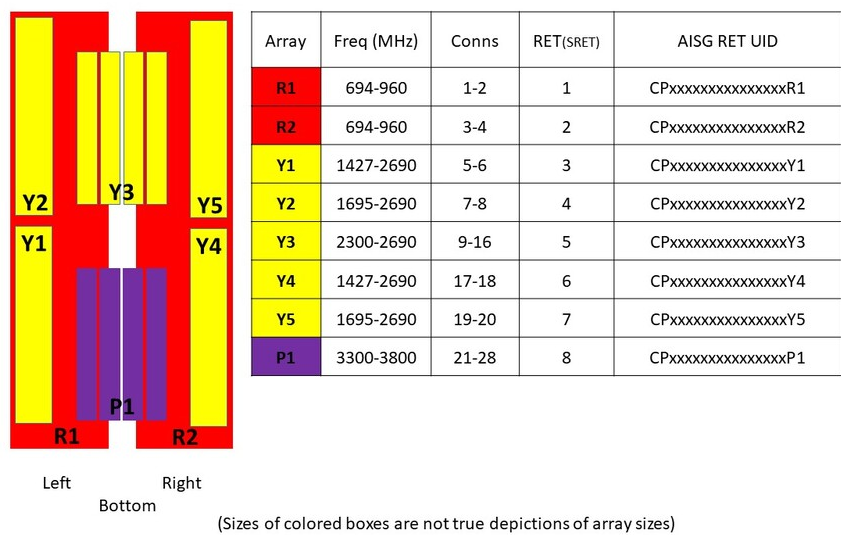 Y2
Y3
Y5
Y1
Y4
P1
R1
R2
Left
Right
Bottom
Array Freq (MHz) Conns RET(SRET) AISG RET UID
R1 694-960 1-2 1 CPxxxxxxxxxxxxxxxR1
R2 694-960 3-4 2 CPxxxxxxxxxxxxxxxR2
Y1 1427-2690 5-6 3 CPxxxxxxxxxxxxxxxY1
Y2 1695-2690 7-8 4 CPxxxxxxxxxxxxxxxY2
Y3 2300-2690 9-16 5 CPxxxxxxxxxxxxxxxY3
Y4 1427-2690 17-18 6 CPxxxxxxxxxxxxxxxY4
Y5 1695-2690 19-20 7 CPxxxxxxxxxxxxxxxY5
P1 3300-3800 21-28 8 CPxxxxxxxxxxxxxxxP1
(Sizes of colored boxes are not true depictions of array sizes)